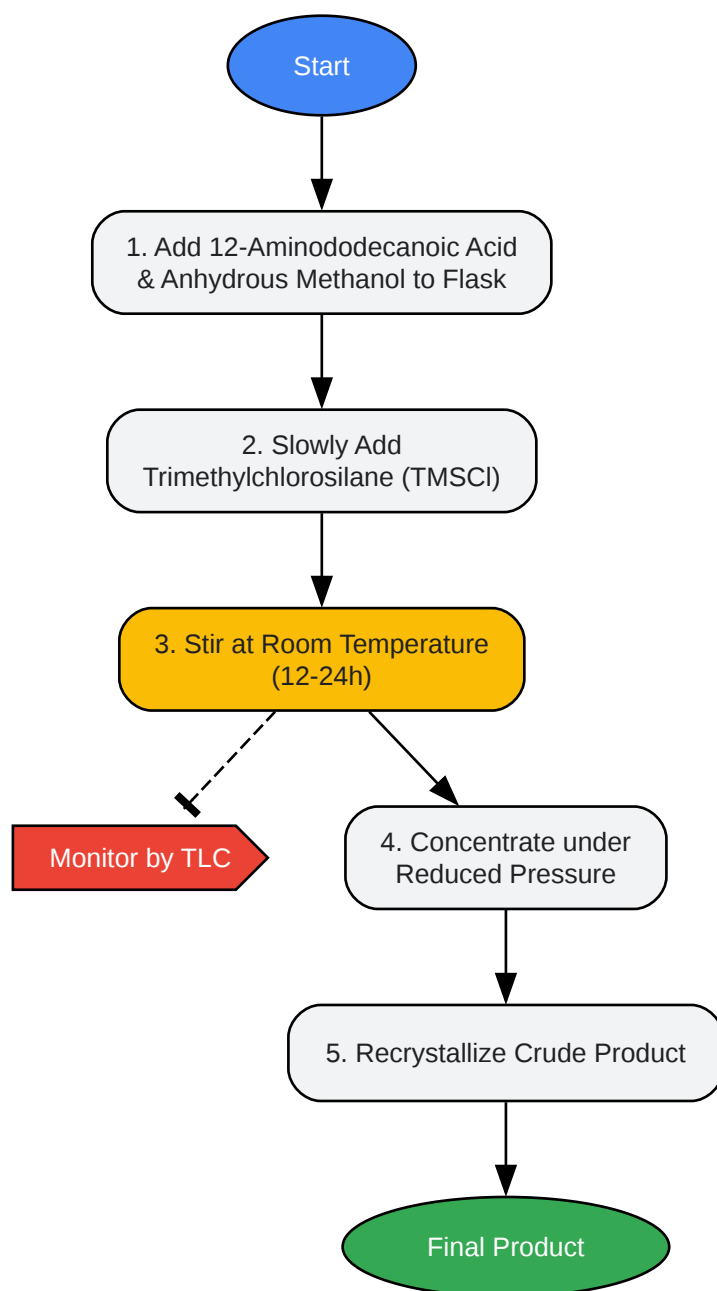 Start
1. Add 12-Aminododecanoic Acid
& Anhydrous Methanol to Flask
2. Slowly Add
Trimethylchlorosilane (TMSCl)
3. Stir at Room Temperature
(12-24h)
Monitor by TLC
4. Concentrate under
Reduced Pressure
5. Recrystallize Crude Product
Final Product